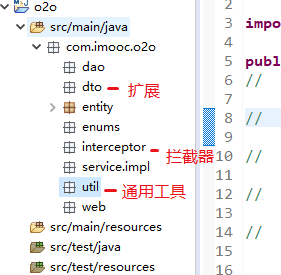 o2o
src/main/java
com.imooc.o2o
dao
dto 扩展
entity
enums
interceptor 拦截器
service.impl
util 通用工具
web
src/main/resources
src/test/java
src/test/resources
2
3 impo
4
5 publ
6 //
7
8 //
9
10 //
11
12 //
13
14 //
15